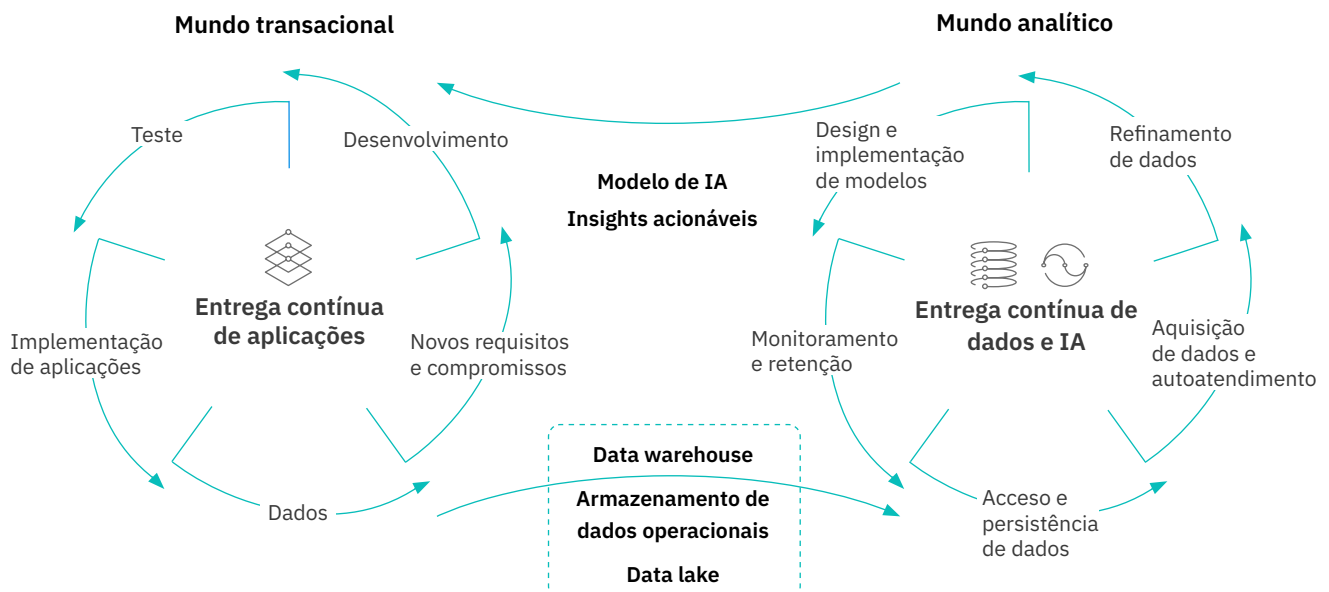 Mundo transacional
Mundo analítico
Teste
Desenvolvimento
Implementação
de aplicações
Entrega contínua
de aplicações
Novos requisitos
e compromissos
Dados
Modelo de IA
Insights acionáveis
Data warehouse
Armazenamento de
dados operacionais
Data lake
Design e
implementação
de modelos
Refinamento
de dados
Monitoramento
e retenção
Entrega contínua de
dados e IA
Aquisição
de dados e
autoatendimento
Acceso e
persistência
de dados